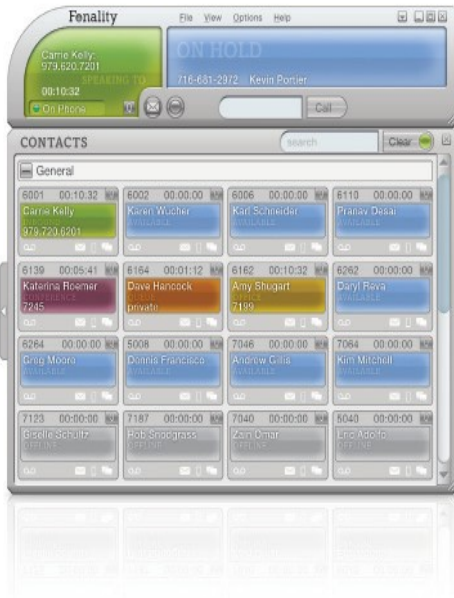 Fonality
File View Options Help
Carrie Kelly:
979.620.7201
SPEAKING TO
00:10:32
On Phone
ON HOLD
716-681-2972 Kevin Portier
Call
CONTACTS
search
Clear
General
6001 00:10:32
Carrie Kelly
979.720.6201
6002 00:00:00
Karen Wucher
AVAILABLE
6006 00:00:00
Karl Schneider
AVAILABLE
6110 00:00:00
Pranav Desai
AVAILABLE
6139 00:05:41
Katerina Roemer
CONFERENCE
7245
6164 00:01:12
Dave Hancock
QUEUE
private
6162 00:10:32
Amy Shugart
OFFICE
7199
6262 00:00:00
Daryl Reva
AVAILABLE
6264 00:00:00
Greg Moore
AVAILABLE
5008 00:00:00
Dennis Francisco
AVAILABLE
7046 00:00:00
Andrew Gillis
AVAILABLE
7064 00:00:00
Kim Mitchell
AVAILABLE
7123 00:00:00
Giselle Schultz
OFFLINE
7187 00:00:00
Rob Snodgrass
OFFLINE
7040 00:00:00
Zain Omar
OFFLINE
5040 00:00:00
Eric Adolfo
OFFLINE